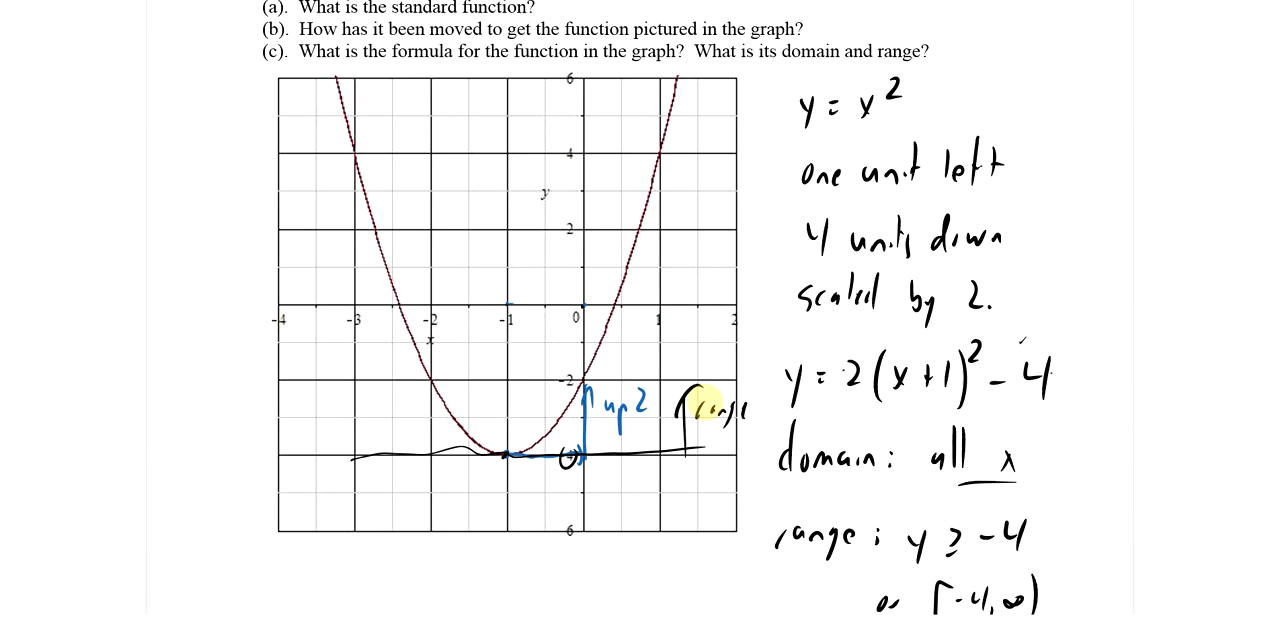 (a). What is the standard function?
(b). How has it been moved to get the function pictured in the graph?
(c). What is the formula for the function in the graph? What is its domain and range?
6
4
y
2
-4 -3 -2 -1 0 1 2
x
-2
up 2 range
6
y = x²
one unit left
4 units down
scaled by 2.
y = 2(x+1)² - 4
domain: all x
range: y ≥ -4
or [-4, ∞)